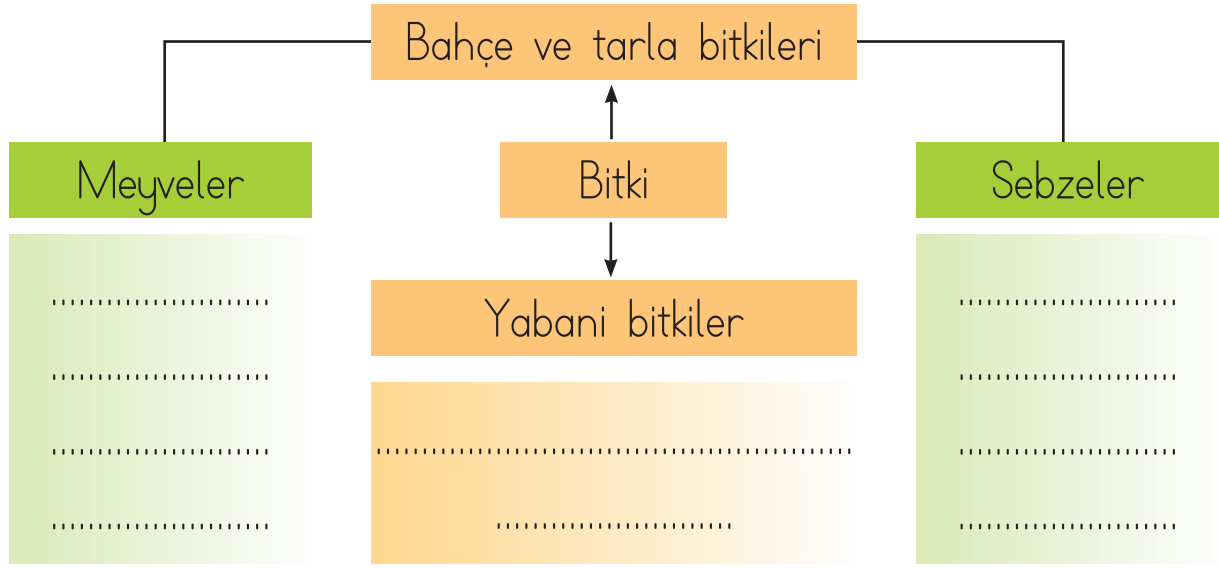 Bahçe ve tarla bitkileri
Meyveler
Bitki
Sebzeler
Yabani bitkiler